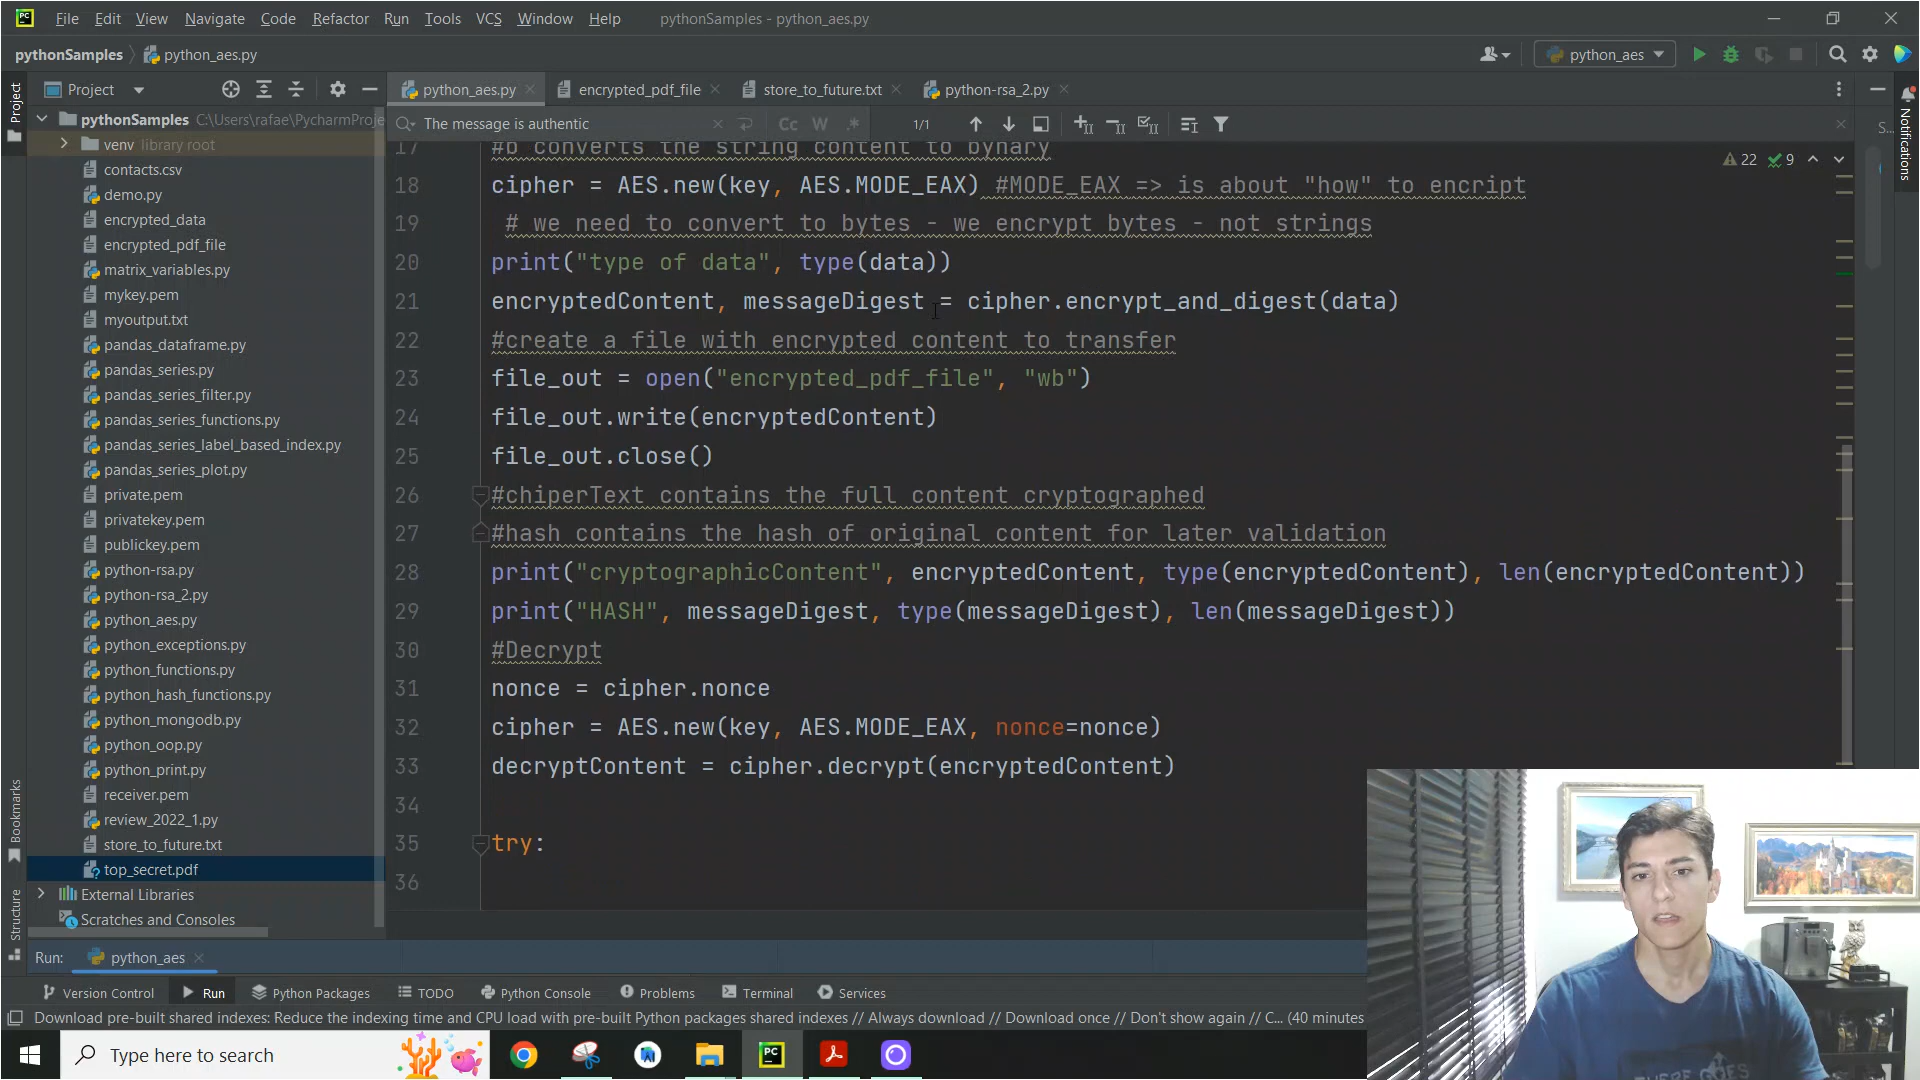 File Edit View Navigate Code Refactor Run Tools VCS Window Help pythonSamples - python_aes.py
pythonSamples python_aes.py python_aes
Project python_aes.py encrypted_pdf_file store_to_future.txt python-rsa_2.py
The message is authentic Cc W .* 1/1
Project
Bookmarks
Structure
Notifications
pythonSamples C:\Users\rafae\PycharmProje
venv library root
contacts.csv
demo.py
encrypted_data
encrypted_pdf_file
matrix_variables.py
mykey.pem
myoutput.txt
pandas_dataframe.py
pandas_series.py
pandas_series_filter.py
pandas_series_functions.py
pandas_series_label_based_index.py
pandas_series_plot.py
private.pem
privatekey.pem
publickey.pem
python-rsa.py
python-rsa_2.py
python_aes.py
python_exceptions.py
python_functions.py
python_hash_functions.py
python_mongodb.py
python_oop.py
python_print.py
receiver.pem
review_2022_1.py
store_to_future.txt
top_secret.pdf
External Libraries
Scratches and Consoles
22 9
S...
17 #b converts the string content to bynary
18 cipher = AES.new(key, AES.MODE_EAX) #MODE_EAX => is about "how" to encript
19 # we need to convert to bytes - we encrypt bytes - not strings
20 print("type of data", type(data))
21 encryptedContent, messageDigest = cipher.encrypt_and_digest(data)
22 #create a file with encrypted content to transfer
23 file_out = open("encrypted_pdf_file", "wb")
24 file_out.write(encryptedContent)
25 file_out.close()
26 #chiperText contains the full content cryptographed
27 #hash contains the hash of original content for later validation
28 print("cryptographicContent", encryptedContent, type(encryptedContent), len(encryptedContent))
29 print("HASH", messageDigest, type(messageDigest), len(messageDigest))
30 #Decrypt
31 nonce = cipher.nonce
32 cipher = AES.new(key, AES.MODE_EAX, nonce=nonce)
33 decryptContent = cipher.decrypt(encryptedContent)
34
35 try:
36
Run: python_aes
Version Control Run Python Packages TODO Python Console Problems Terminal Services
Download pre-built shared indexes: Reduce the indexing time and CPU load with pre-built Python packages shared indexes // Always download // Download once // Don't show again // C... (40 minutes
Type here to search PC